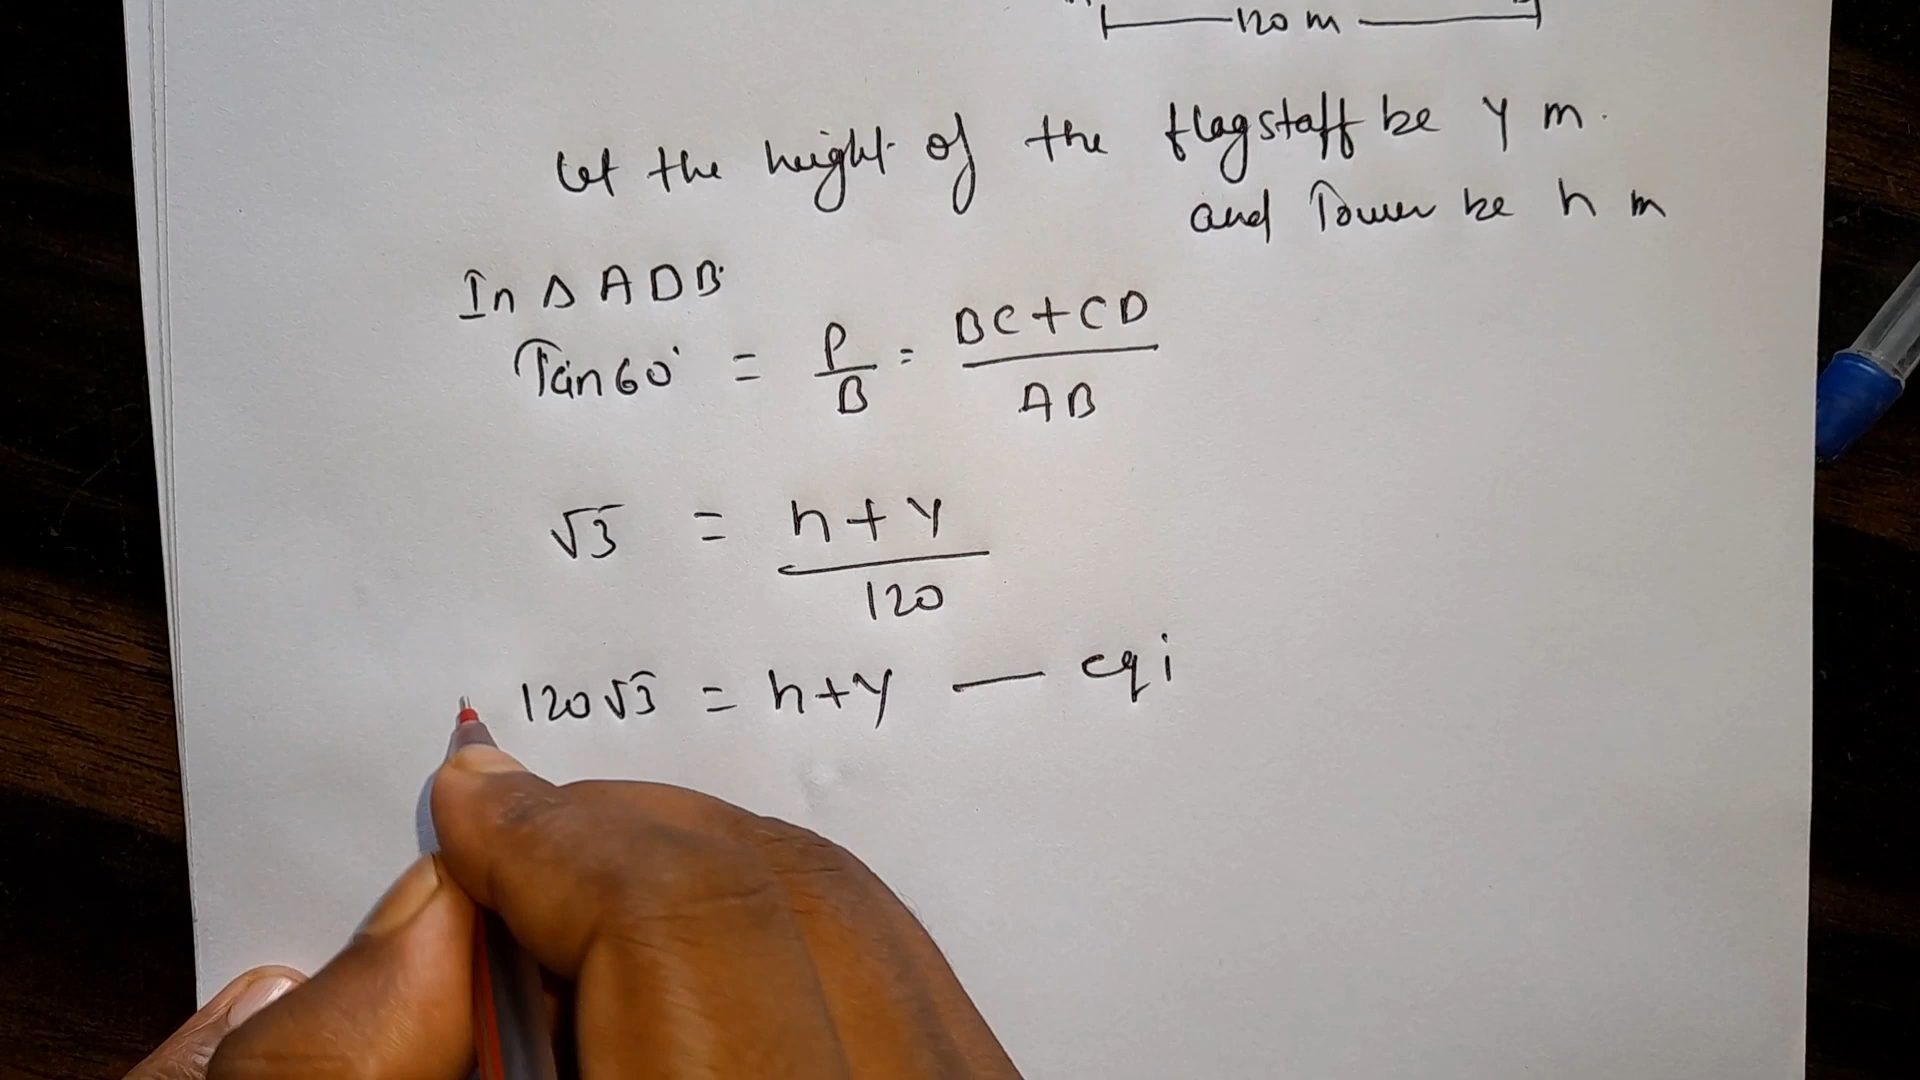 120 m
Let the height of the flagstaff be y m.
and Tower be h m
In Δ ADB
Tan60° = P/B = BC+CD/AB
√3 = h+y/120
120√3 = h+y — eq i